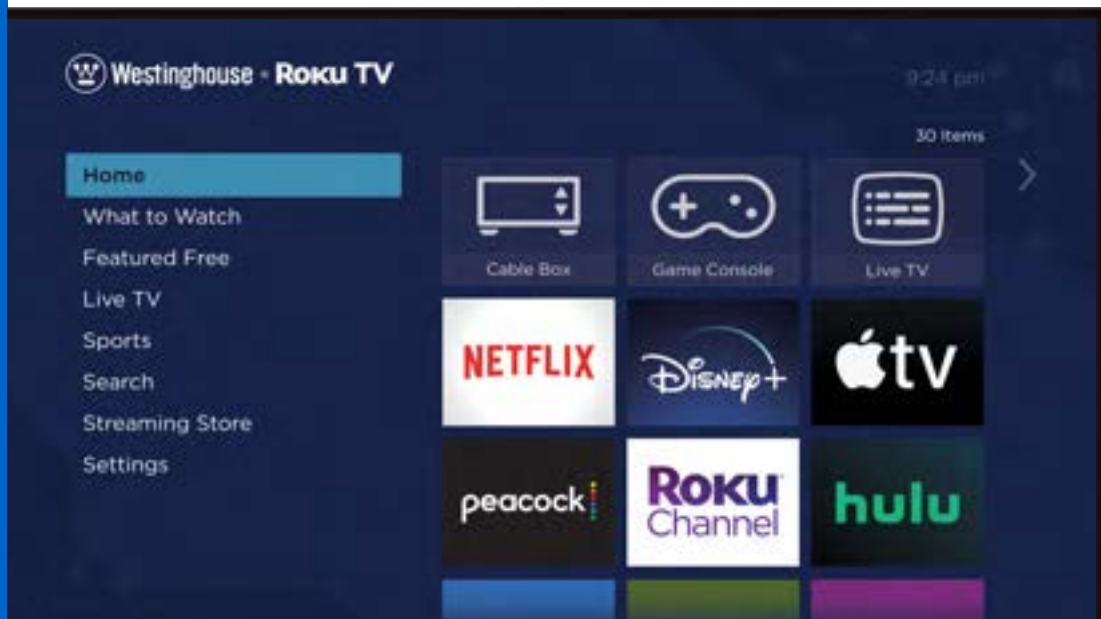 Westinghouse • ROKU TV
9:24 pm
30 Items
Home
What to Watch
Featured Free
Live TV
Sports
Search
Streaming Store
Settings
Cable Box
Game Console
Live TV
NETFLIX
Disney+
tv
peacock
ROKU
Channel
hulu